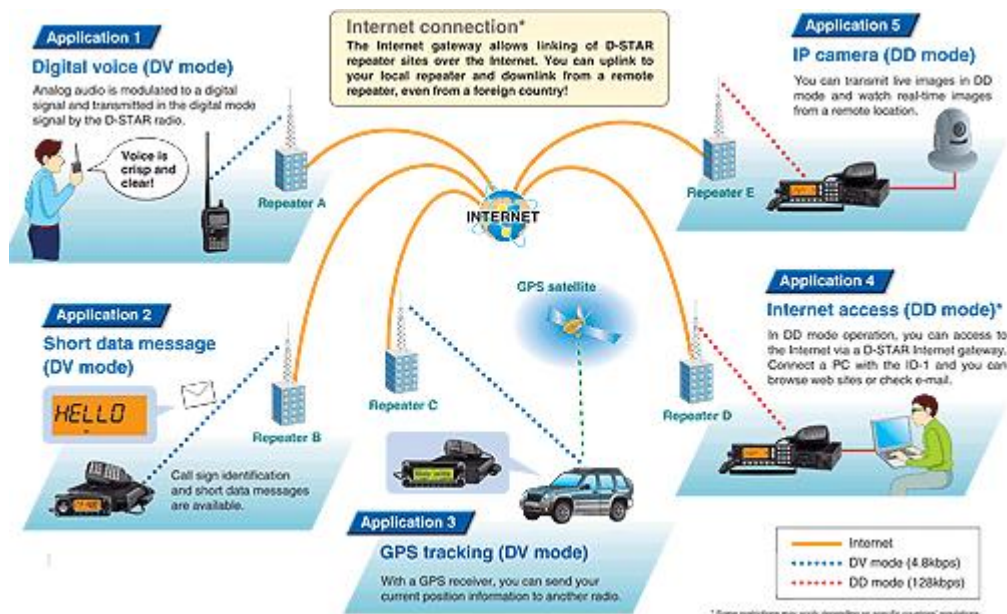 Internet connection*
The Internet gateway allows linking of D-STAR
repeater sites over the Internet. You can uplink to
your local repeater and downlink from a remote
repeater, even from a foreign country!
Application 1
Digital voice (DV mode)
Analog audio is modulated to a digital
signal and transmitted in the digital mode
signal by the D-STAR radio.
Voice is
crisp and
clear!
Repeater A
Application 5
IP camera (DD mode)
You can transmit live images in DD
mode and watch real-time images
from a remote location.
Repeater E
INTERNET
GPS satellite
Application 2
Short data message
(DV mode)
HELLO
Repeater B
Call sign identification
and short data messages
are available.
Repeater C
Application 3
GPS tracking (DV mode)
With a GPS receiver, you can send your
current position information to another radio.
Application 4
Internet access (DD mode)*
In DD mode operation, you can access to
the Internet via a D-STAR Internet gateway.
Connect a PC with the ID-1 and you can
browse web sites or check e-mail.
Repeater D
Internet
DV mode (4.8kbps)
DD mode (128kbps)